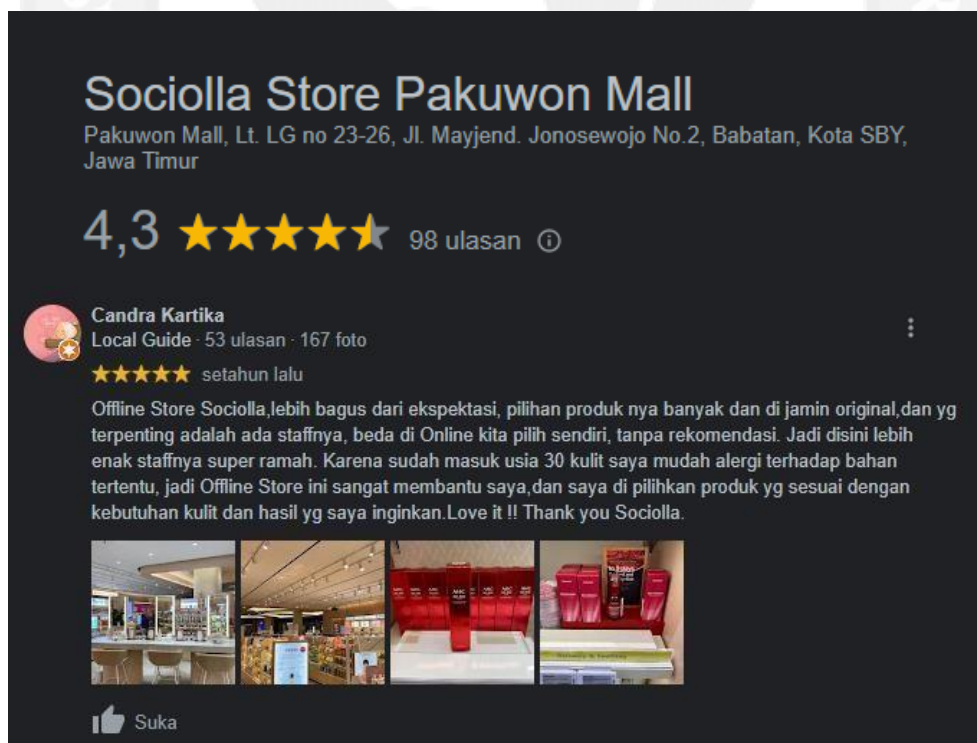 Sociolla Store Pakuwon Mall
Pakuwon Mall, Lt. LG no 23-26, Jl. Mayjend. Jonosewojo No.2, Babatan, Kota SBY,
Jawa Timur
4,3 98 ulasan
Candra Kartika
Local Guide · 53 ulasan · 167 foto
setahun lalu
Offline Store Sociolla,lebih bagus dari ekspektasi, pilihan produk nya banyak dan di jamin original,dan yg
terpenting adalah ada staffnya, beda di Online kita pilih sendiri, tanpa rekomendasi. Jadi disini lebih
enak staffnya super ramah. Karena sudah masuk usia 30 kulit saya mudah alergi terhadap bahan
tertentu, jadi Offline Store ini sangat membantu saya,dan saya di pilihkan produk yg sesuai dengan
kebutuhan kulit dan hasil yg saya inginkan.Love it !! Thank you Sociolla.
Suka